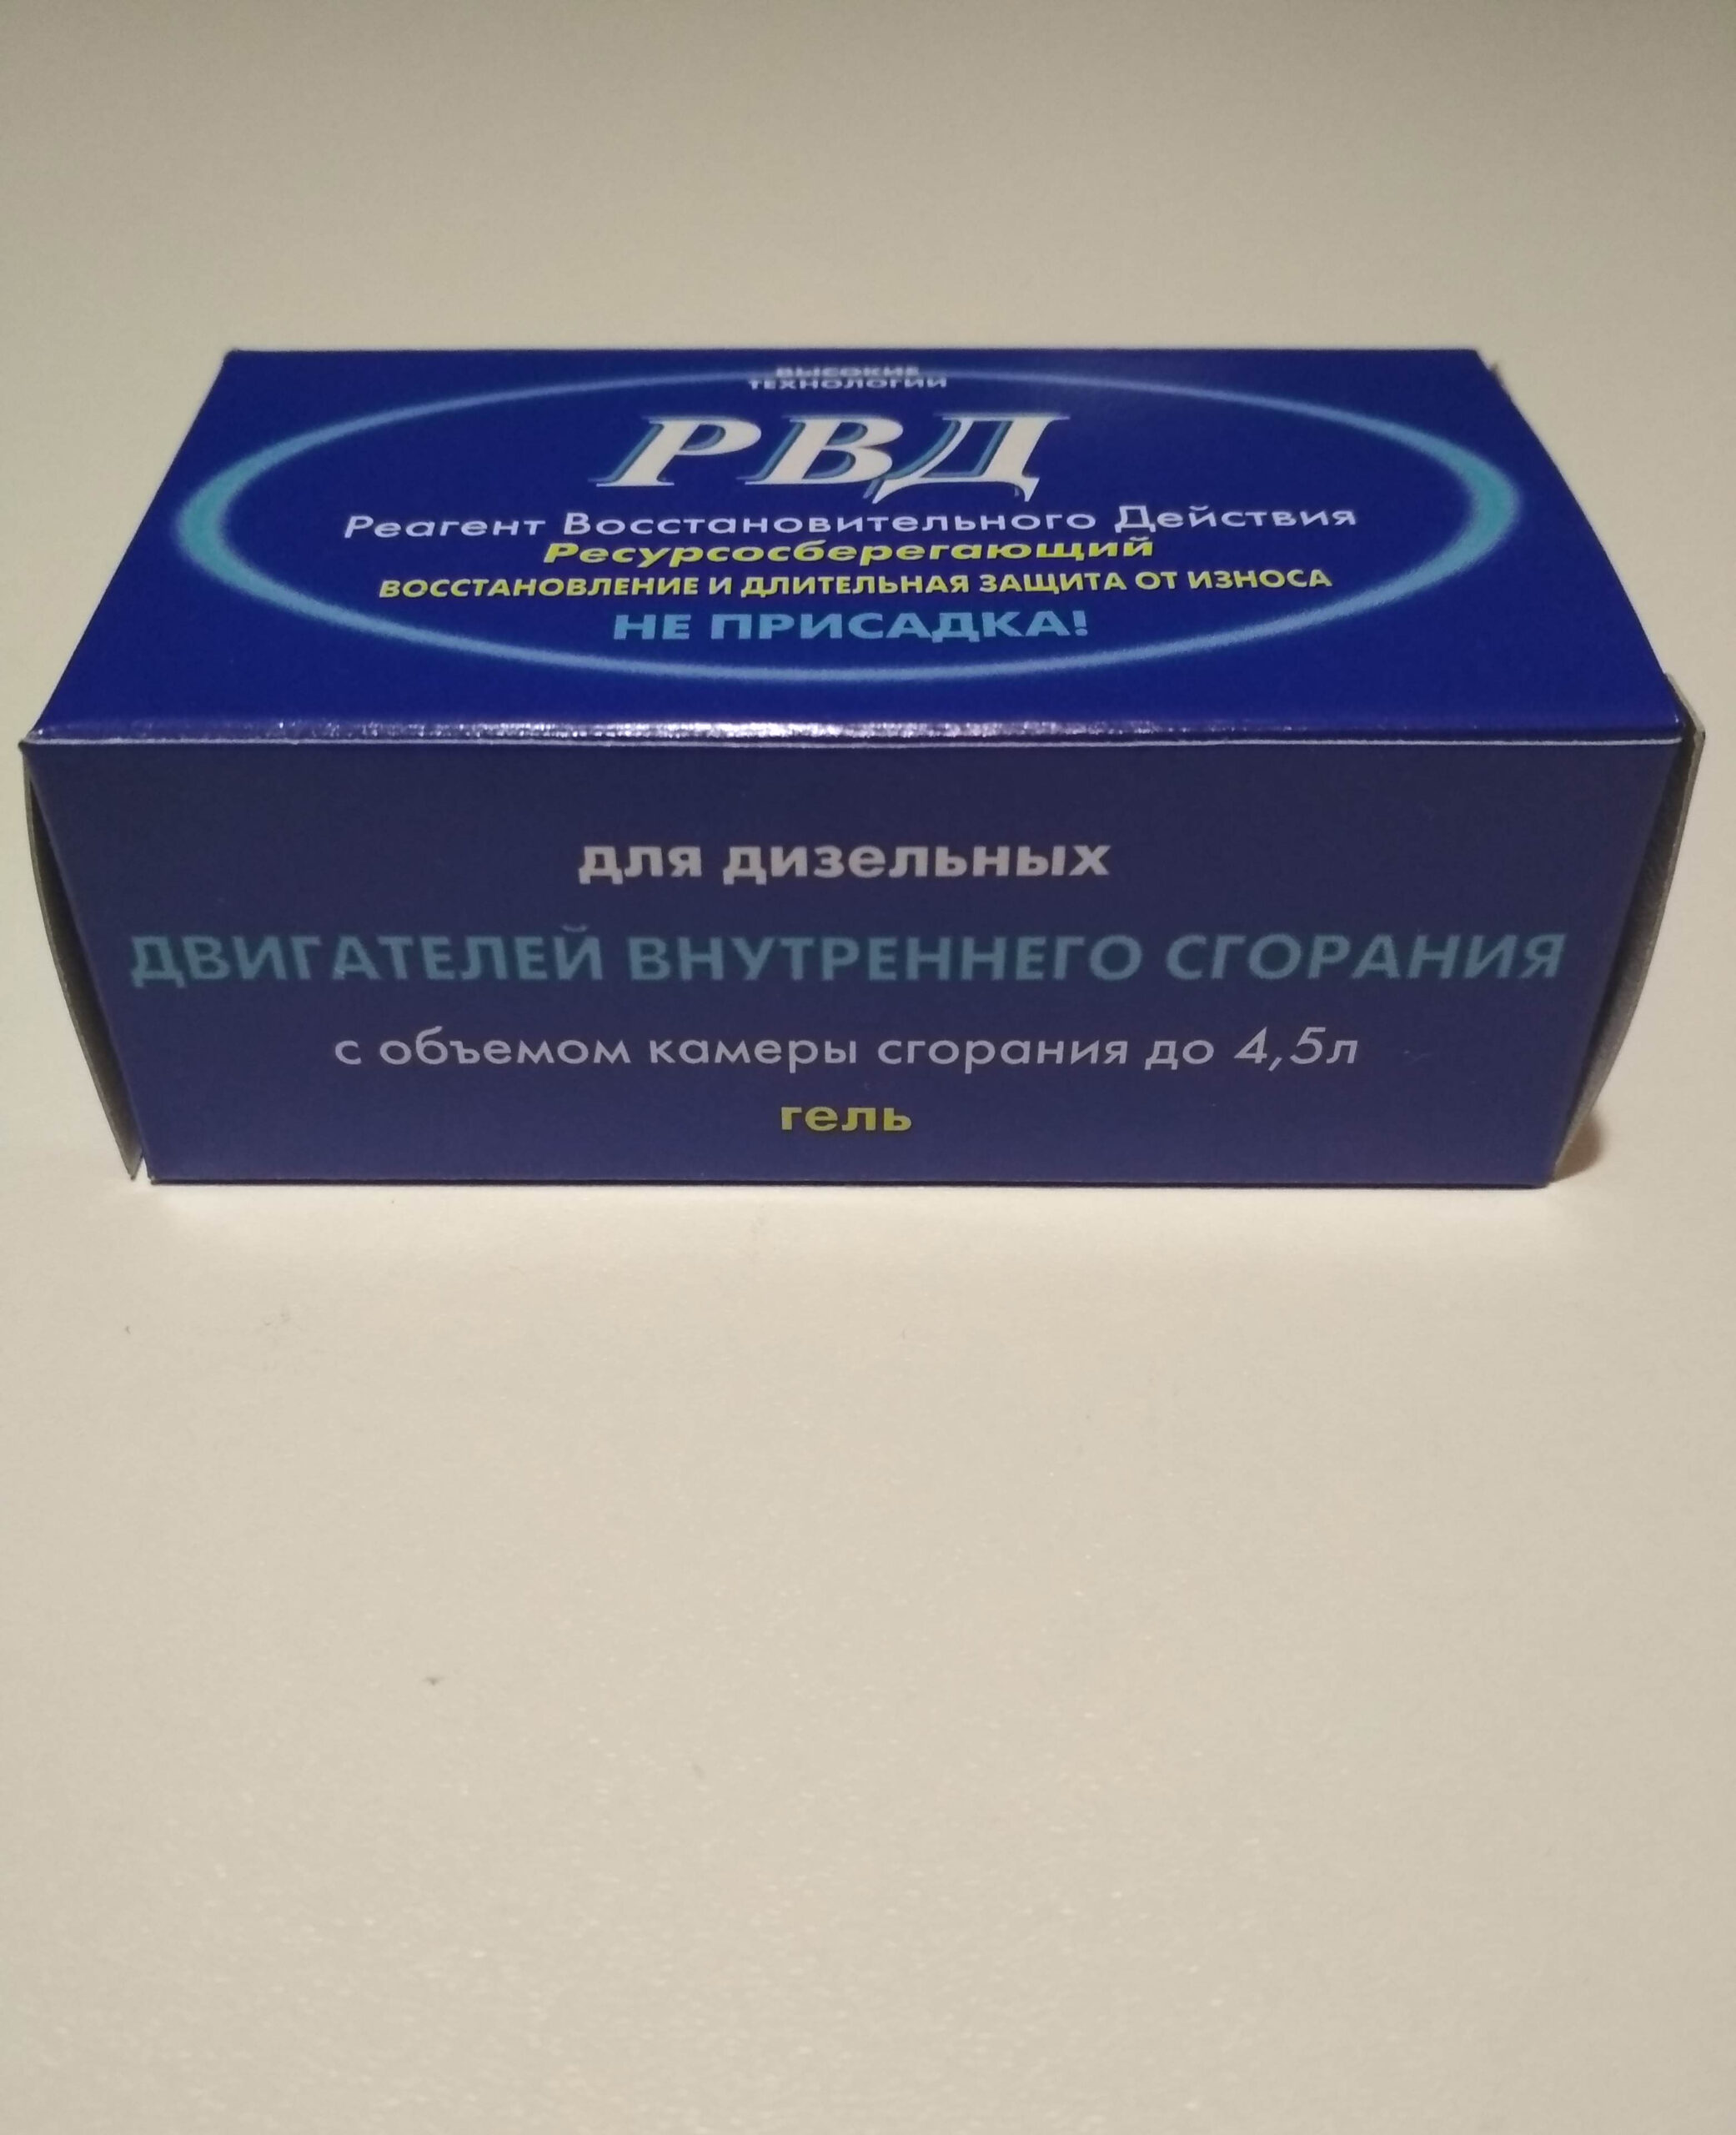 ВЫСОКИЕ
ТЕХНОЛОГИИ
РВД
Реагент Восстановительного Действия
Ресурсосберегающий
ВОССТАНОВЛЕНИЕ И ДЛИТЕЛЬНАЯ ЗАЩИТА ОТ ИЗНОСА
НЕ ПРИСАДКА!
для дизельных
ДВИГАТЕЛЕЙ ВНУТРЕННЕГО СГОРАНИЯ
с объемом камеры сгорания до 4,5л
гель